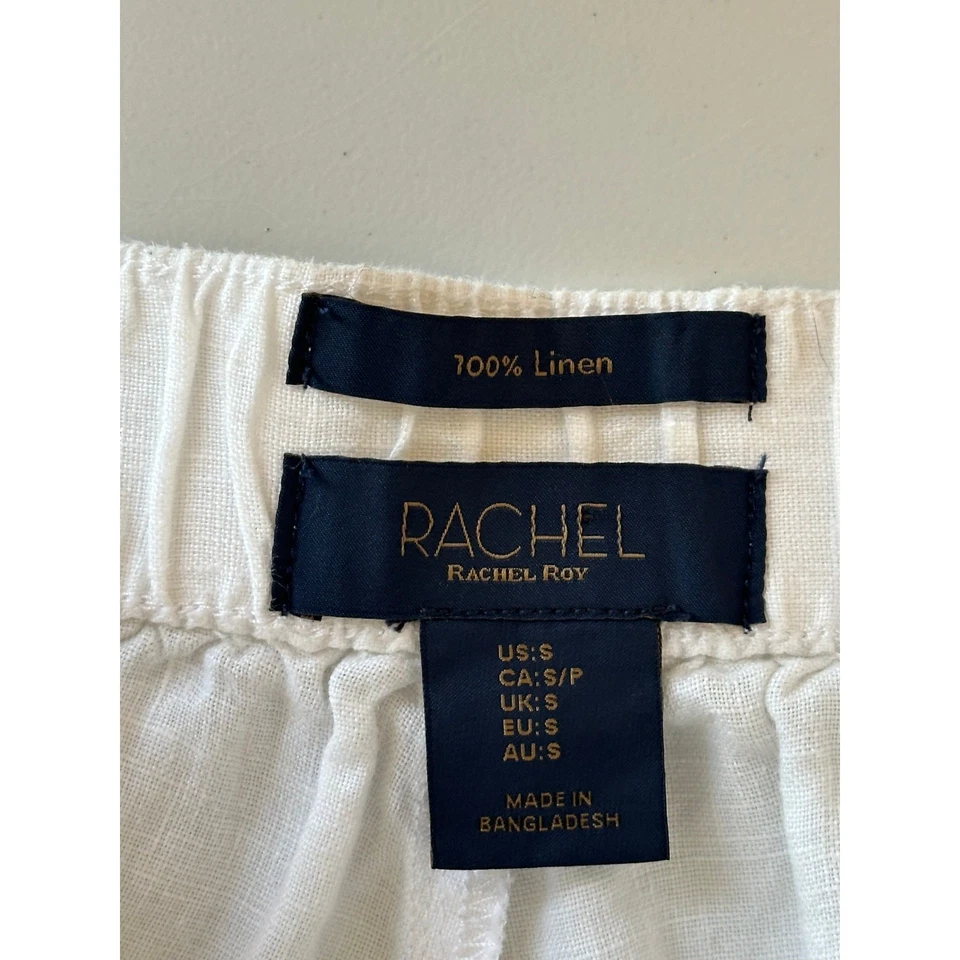 100% Linen
RACHEL
RACHEL ROY
US:S
CA:S/P
UK:S
EU:S
AU:S
MADE IN
BANGLADESH